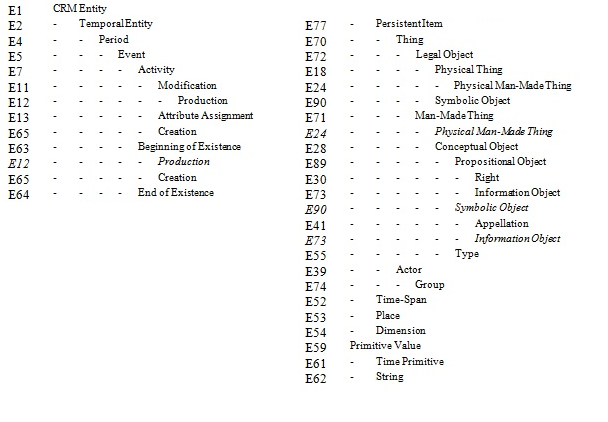 E1 CRM Entity
E2 - Temporal Entity
E4 - - Period
E5 - - - Event
E7 - - - - Activity
E11 - - - - - Modification
E12 - - - - - - Production
E13 - - - - - Attribute Assignment
E65 - - - - - Creation
E63 - - - - Beginning of Existence
E12 - - - - - Production
E65 - - - - - Creation
E64 - - - - End of Existence
E77 - Persistent Item
E70 - - Thing
E72 - - - Legal Object
E18 - - - - Physical Thing
E24 - - - - - Physical Man-Made Thing
E90 - - - - Symbolic Object
E71 - - - Man-Made Thing
E24 - - - - Physical Man-Made Thing
E28 - - - - Conceptual Object
E89 - - - - - Propositional Object
E30 - - - - - - Right
E73 - - - - - - Information Object
E90 - - - - - Symbolic Object
E41 - - - - - - Appellation
E73 - - - - - - Information Object
E55 - - - - - Type
E39 - - Actor
E74 - - - Group
E52 - Time-Span
E53 - Place
E54 - Dimension
E59 Primitive Value
E61 - Time Primitive
E62 - String